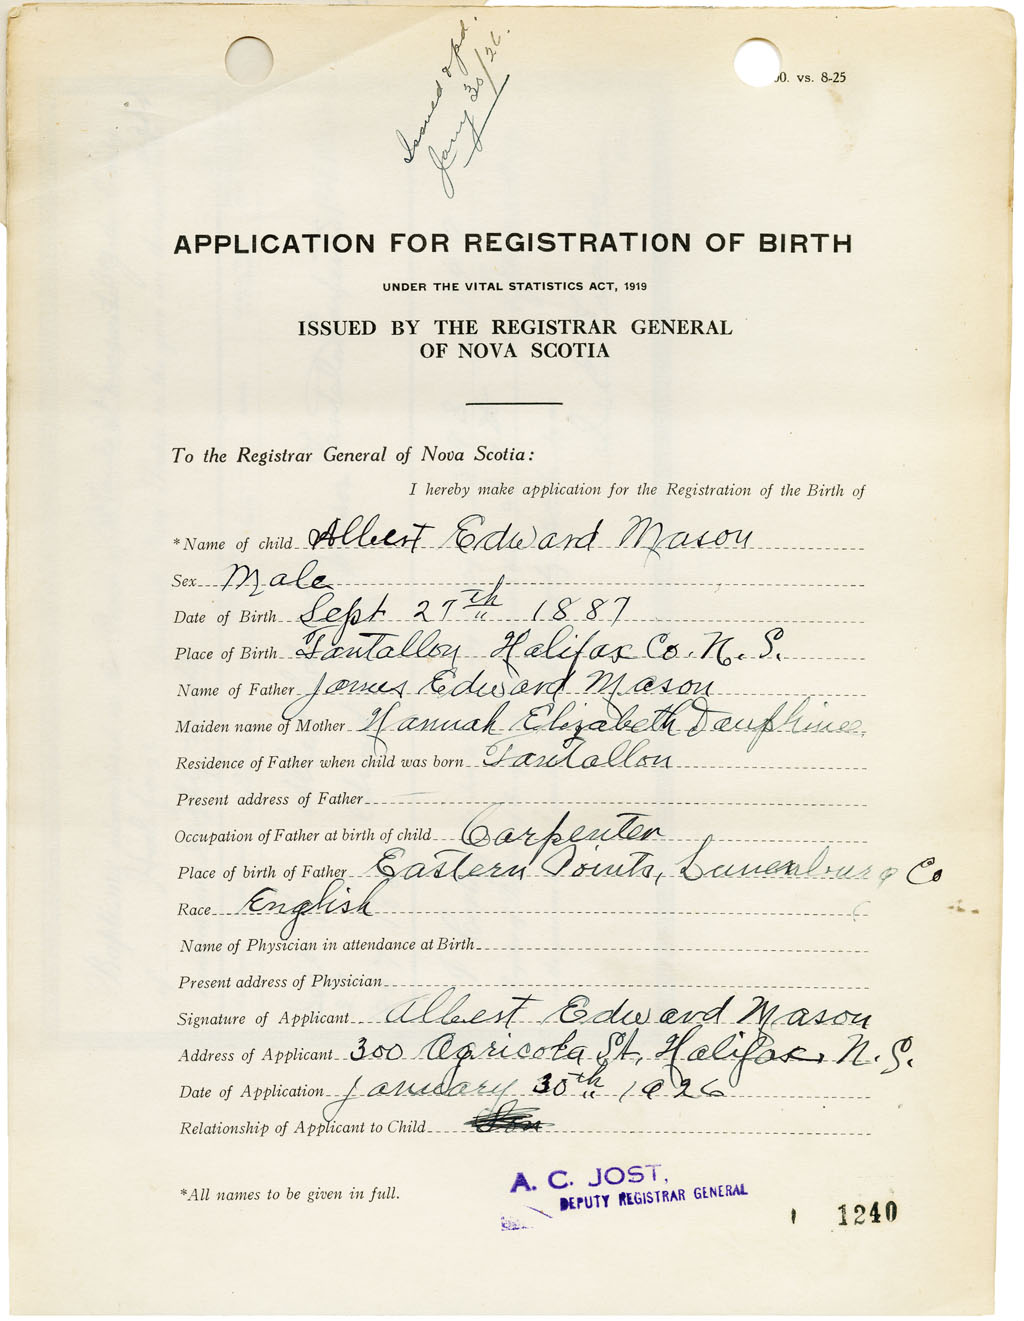 Issued & pd.
Jany 30/26.
00. vs. 8-25
APPLICATION FOR REGISTRATION OF BIRTH
UNDER THE VITAL STATISTICS ACT, 1919
ISSUED BY THE REGISTRAR GENERAL
OF NOVA SCOTIA
To the Registrar General of Nova Scotia:
I hereby make application for the Registration of the Birth of
*Name of child Albert Edward Mason
Sex Male
Date of Birth Sept 27th 1887
Place of Birth Tantallon Halifax Co. N. S.
Name of Father James Edward Mason
Maiden name of Mother Hannah Elizabeth Dauphinee
Residence of Father when child was born Tantallon
Present address of Father
Occupation of Father at birth of child Carpenter
Place of birth of Father Eastern Points, Lunenburg Co
Race English
Name of Physician in attendance at Birth
Present address of Physician
Signature of Applicant Albert Edward Mason
Address of Applicant 300 Agricola St, Halifax, N. S.
Date of Application January 30th 1926
Relationship of Applicant to Child
*All names to be given in full.
A. C. JOST,
DEPUTY REGISTRAR GENERAL
1240